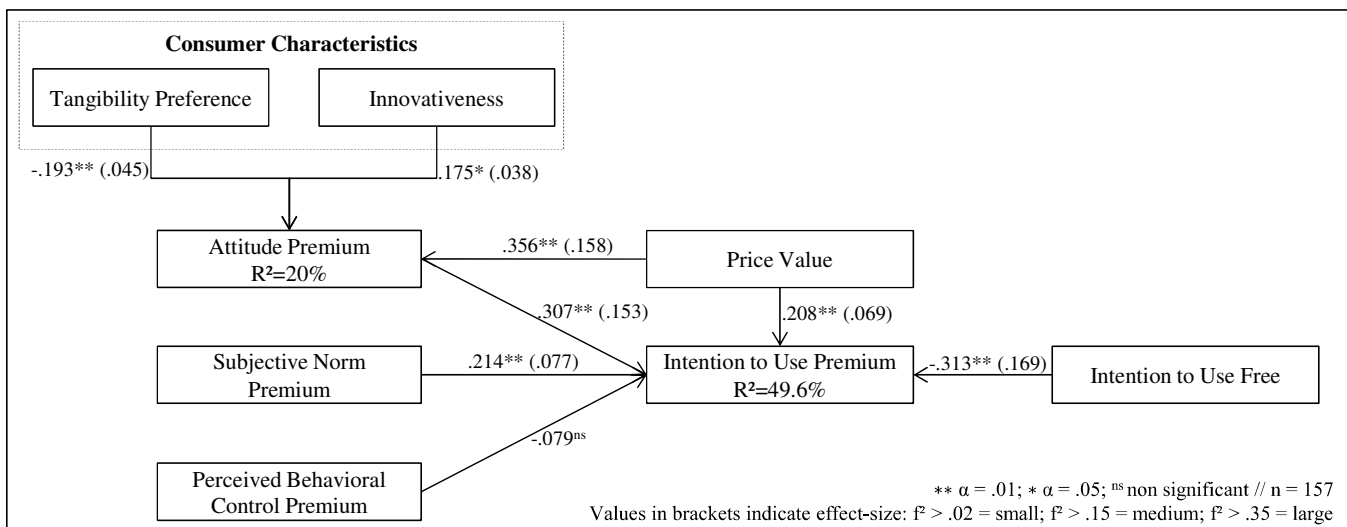 Consumer Characteristics
Tangibility Preference
Innovativeness
-.193** (.045)
.175* (.038)
Attitude Premium
R²=20%
.356** (.158)
Price Value
.307** (.153)
.208** (.069)
Subjective Norm
Premium
.214** (.077)
Intention to Use Premium
R²=49.6%
-.313** (.169)
Intention to Use Free
-.079ⁿˢ
Perceived Behavioral
Control Premium
** α = .01; * α = .05; ⁿˢ non significant // n = 157
Values in brackets indicate effect-size: f² > .02 = small; f² > .15 = medium; f² > .35 = large